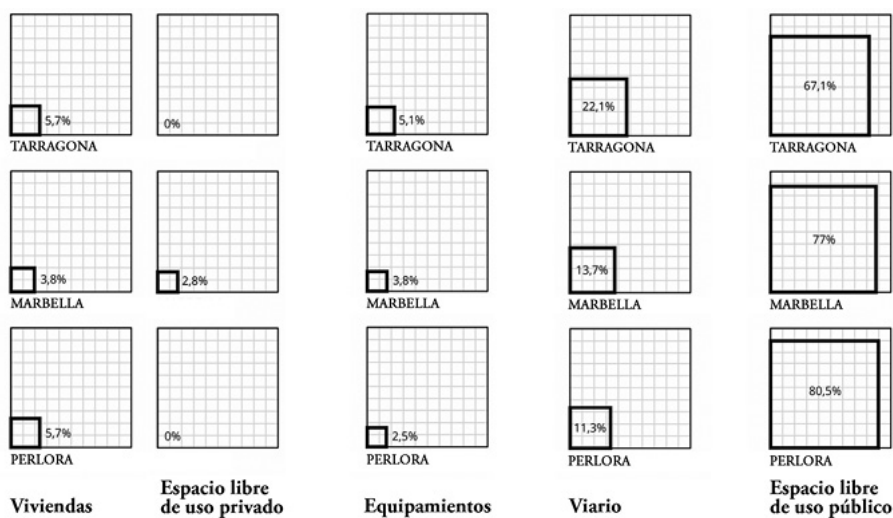 5,7%
0%
5,1%
22,1%
67,1%
TARRAGONA
TARRAGONA
TARRAGONA
TARRAGONA
3,8%
2,8%
3,8%
13,7%
77%
MARBELLA
MARBELLA
MARBELLA
MARBELLA
5,7%
0%
2,5%
11,3%
80,5%
PERLORA
PERLORA
PERLORA
PERLORA
Viviendas
Espacio libre
de uso privado
Equipamientos
Viario
Espacio libre
de uso público